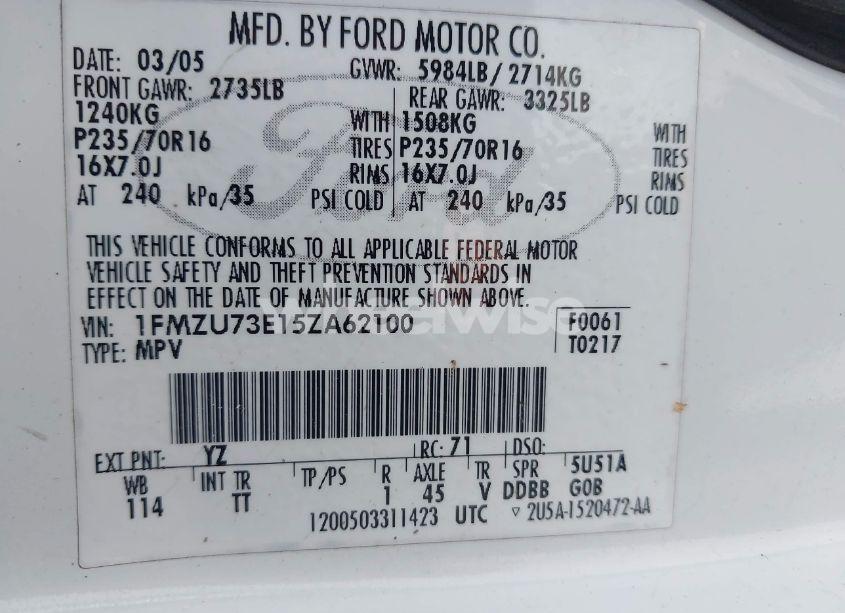 MFD. BY FORD MOTOR CO.
DATE: 03/05 GVWR: 5984LB/ 2714KG
FRONT GAWR: 2735LB REAR GAWR: 3325LB
1240KG WITH 1508KG WITH
P235/70R16 TIRES P235/70R16 TIRES
16X7.0J RIMS 16X7.0J RIMS
AT 240 kPa/35 PSI COLD AT 240 kPa/35 PSI COLD
Ford
THIS VEHICLE CONFORMS TO ALL APPLICABLE FEDERAL MOTOR
VEHICLE SAFETY AND THEFT PREVENTION STANDARDS IN
EFFECT ON THE DATE OF MANUFACTURE SHOWN ABOVE.
VIN: 1FMZU73E15ZA62100 F0061
TYPE: MPV T0217
EXT PNT: YZ RC: 71 DSO:
WB INT TR TP/PS R AXLE TR SPR 5U51A
114 TT 1 45 V DDBB GOB
1200503311423 UTC ▽ 2U5A-1520472-AA